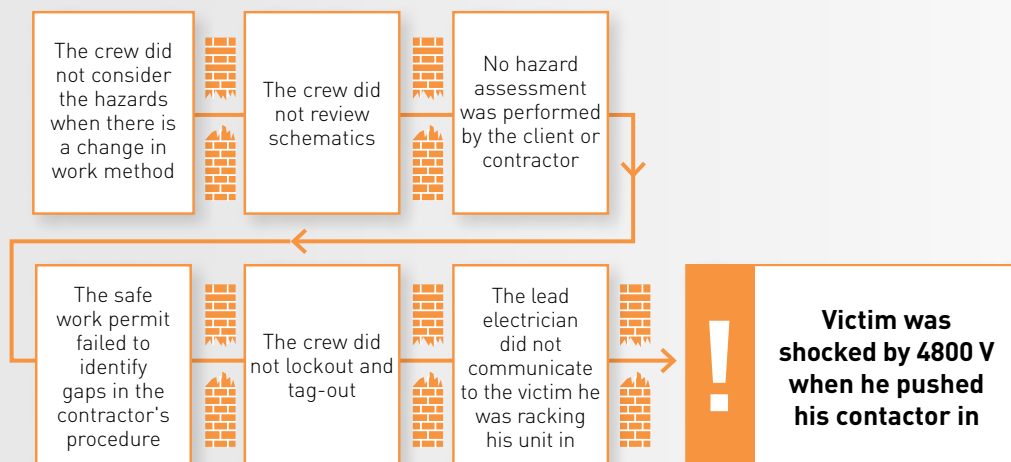 The crew did
not consider
the hazards
when there is
a change in
work method
The crew did
not review
schematics
No hazard
assessment
was performed
by the client or
contractor
The safe
work permit
failed to
identify
gaps in the
contractor's
procedure
The crew did
not lockout and
tag-out
The lead
electrician
did not
communicate
to the victim he
was racking
his unit in
!
Victim was
shocked by 4800 V
when he pushed
his contactor in